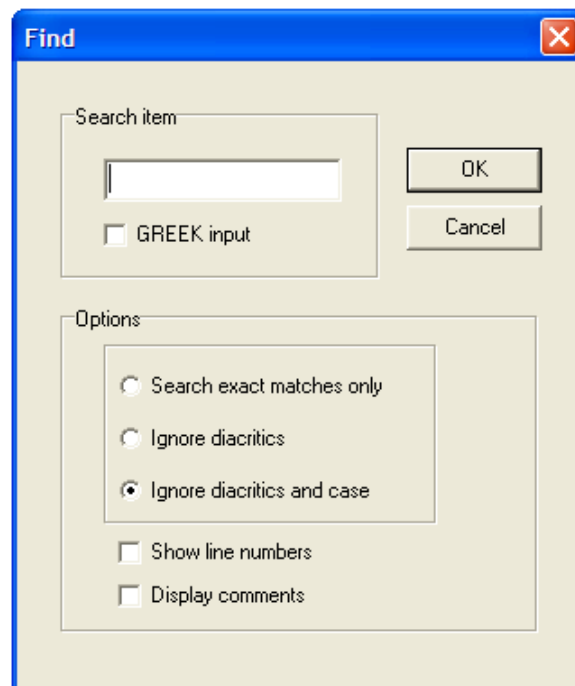 Find
Search item
GREEK input
OK
Cancel
Options
Search exact matches only
Ignore diacritics
Ignore diacritics and case
Show line numbers
Display comments